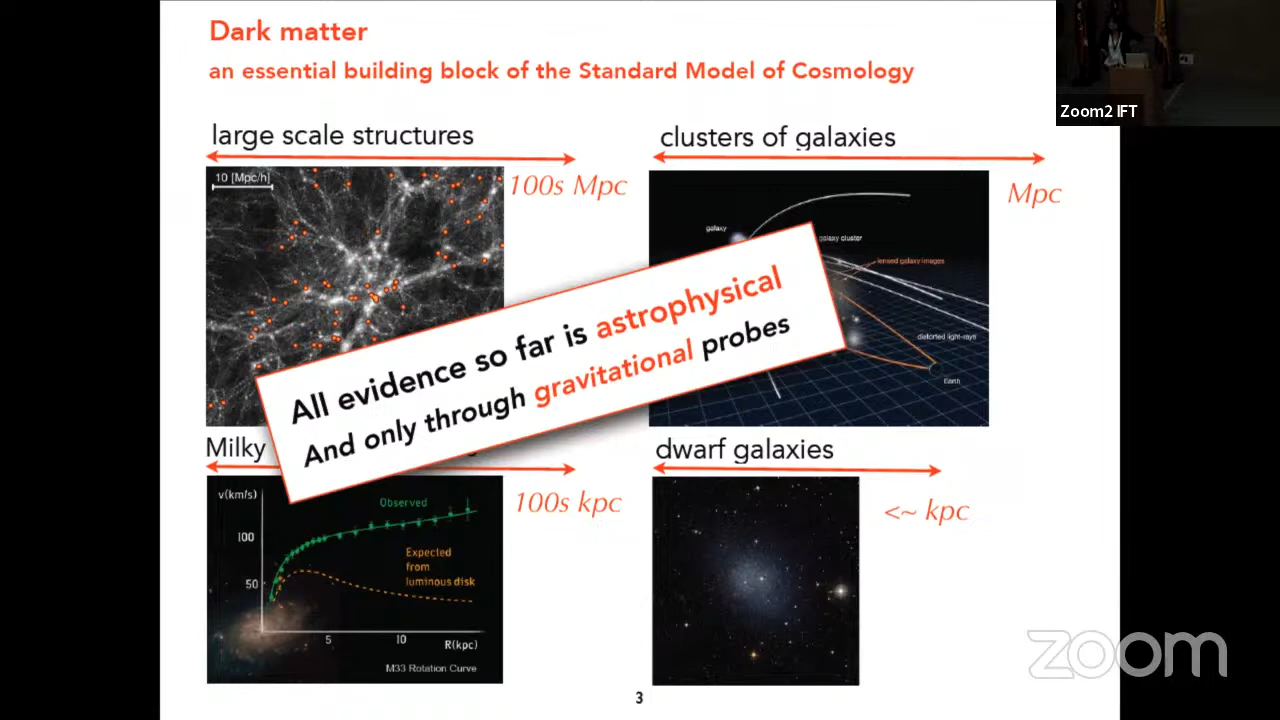 Dark matter
an essential building block of the Standard Model of Cosmology
Zoom2 IFT
large scale structures
100s Mpc
10 [Mpc/h]
clusters of galaxies
Mpc
galaxy
galaxy cluster
lensed galaxy images
distorted light-rays
Earth
All evidence so far is astrophysical
And only through gravitational probes
Milky
100s kpc
v(km/s)
100
50
Observed
Expected
from
luminous disk
5
10
R(kpc)
M33 Rotation Curve
dwarf galaxies
<~ kpc
zoom
3